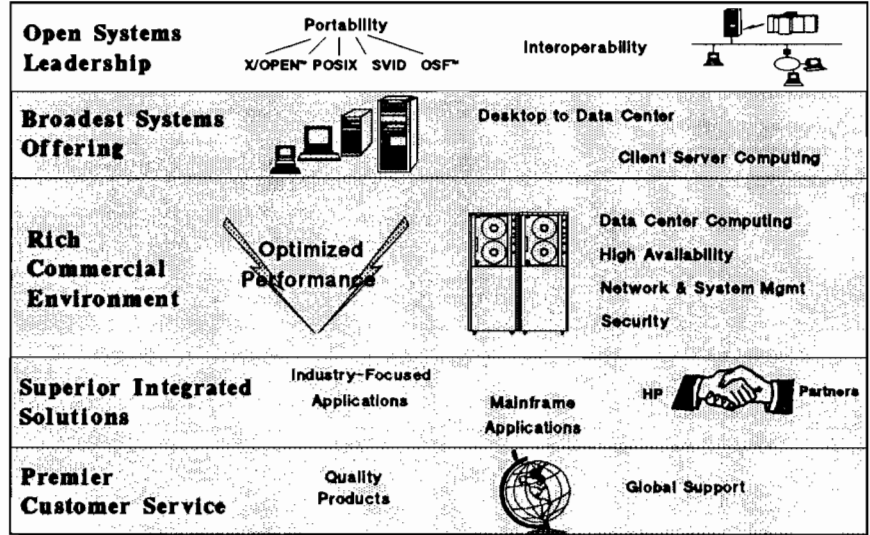 Open Systems
Leadership
Portability
X/OPEN™ POSIX SVID OSF™
Interoperability
Broadest Systems
Offering
Desktop to Data Center
Client Server Computing
Rich
Commercial
Environment
Optimized
Performance
Data Center Computing
High Availability
Network & System Mgmt
Security
Superior Integrated
Solutions
Industry-Focused
Applications
Mainframe
Applications
HP
Partners
Premier
Customer Service
Quality
Products
Global Support